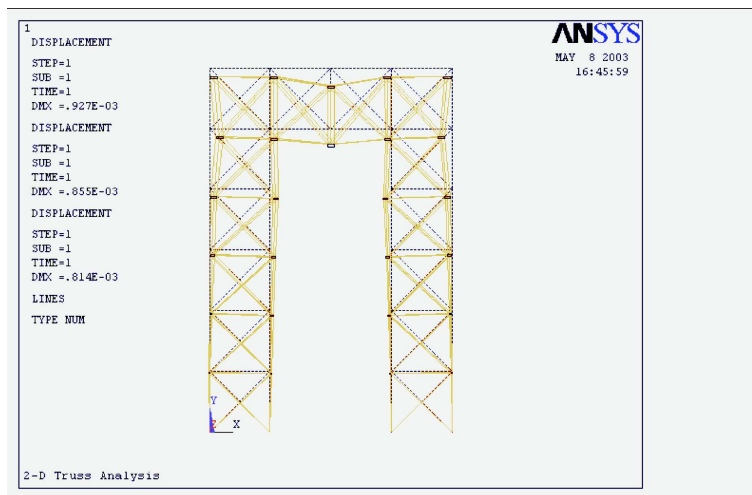 1
DISPLACEMENT
STEP=1
SUB =1
TIME=1
DMX =.927E-03
DISPLACEMENT
STEP=1
SUB =1
TIME=1
DMX =.855E-03
DISPLACEMENT
STEP=1
SUB =1
TIME=1
DMX =.814E-03
LINES
TYPE NUM
ANSYS
MAY 8 2003
16:45:59
Y
Z X
2-D Truss Analysis